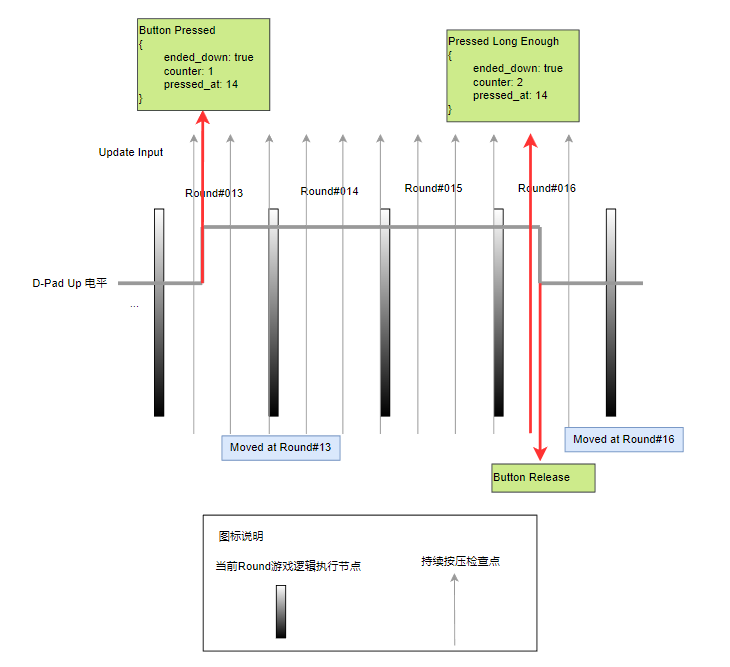 Button Pressed
{
ended_down: true
counter: 1
pressed_at: 14
}
Pressed Long Enough
{
ended_down: true
counter: 2
pressed_at: 14
}
Update Input
Round#013
Round#014
Round#015
Round#016
D-Pad Up 电平
...
Moved at Round#13
Moved at Round#16
Button Release
图标说明
当前Round游戏逻辑执行节点
持续按压检查点